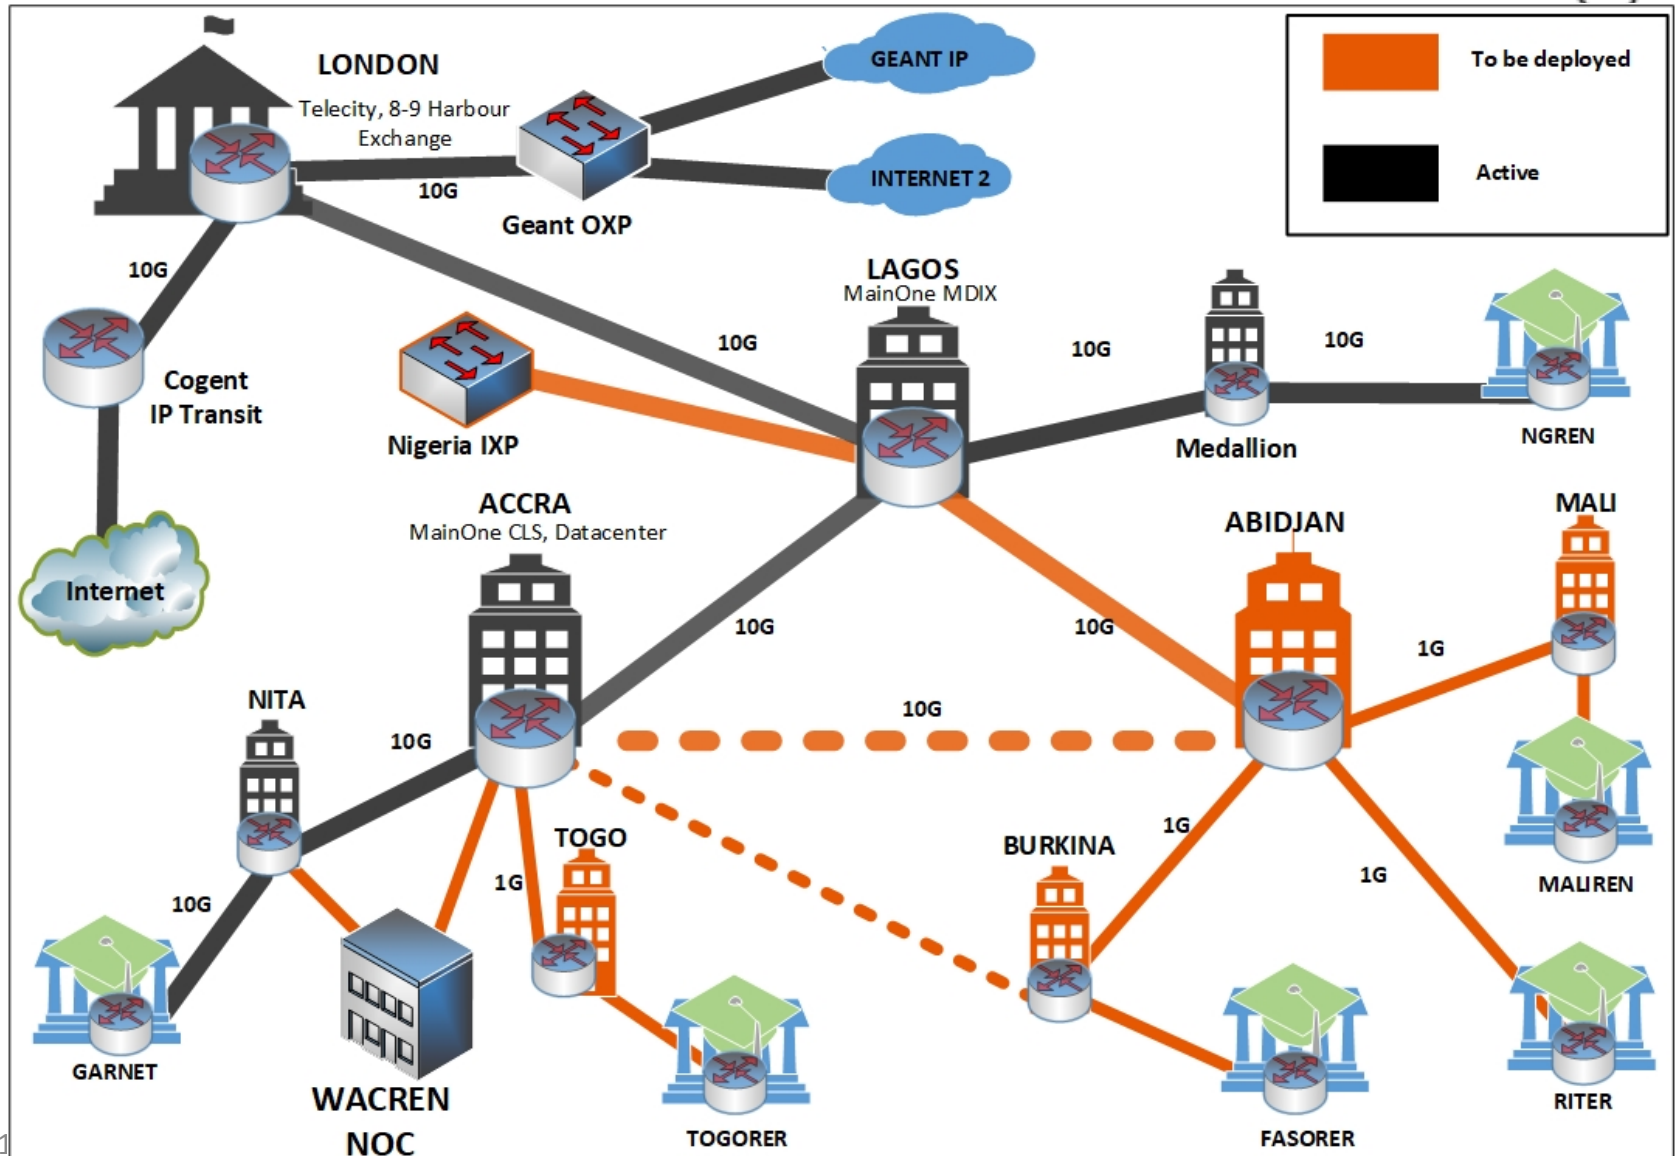 LONDON
Telecity, 8-9 Harbour
Exchange
GEANT IP
To be deployed
10G
INTERNET 2
Active
Geant OXP
10G
LAGOS
MainOne MDIX
10G
10G
10G
Cogent
IP Transit
Nigeria IXP
Medallion
NGREN
ACCRA
MainOne CLS, Datacenter
ABIDJAN
MALI
Internet
10G
10G
1G
NITA
10G
10G
TOGO
BURKINA
1G
1G
1G
MALIREN
10G
GARNET
WACREN
NOC
TOGORER
FASORER
RITER
1